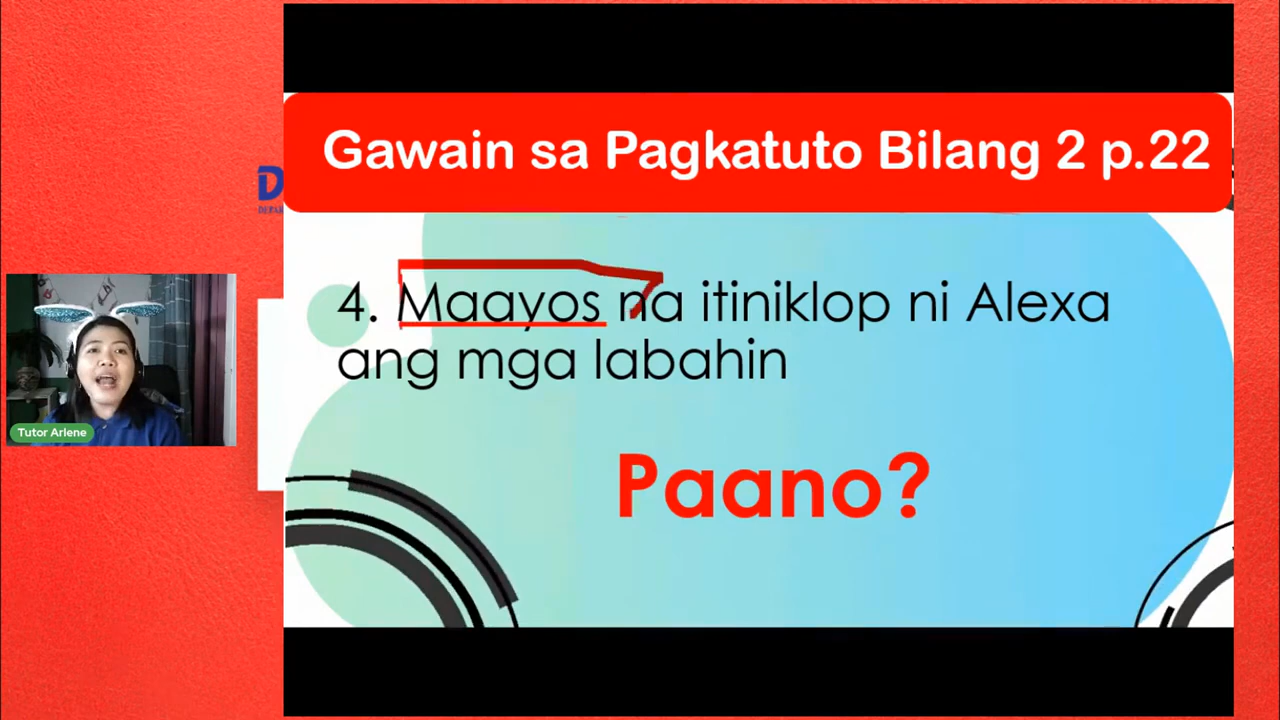 Gawain sa Pagkatuto Bilang 2 p.22
4. Maayos na itiniklop ni Alexa
ang mga labahin
Paano?
Tutor Arlene